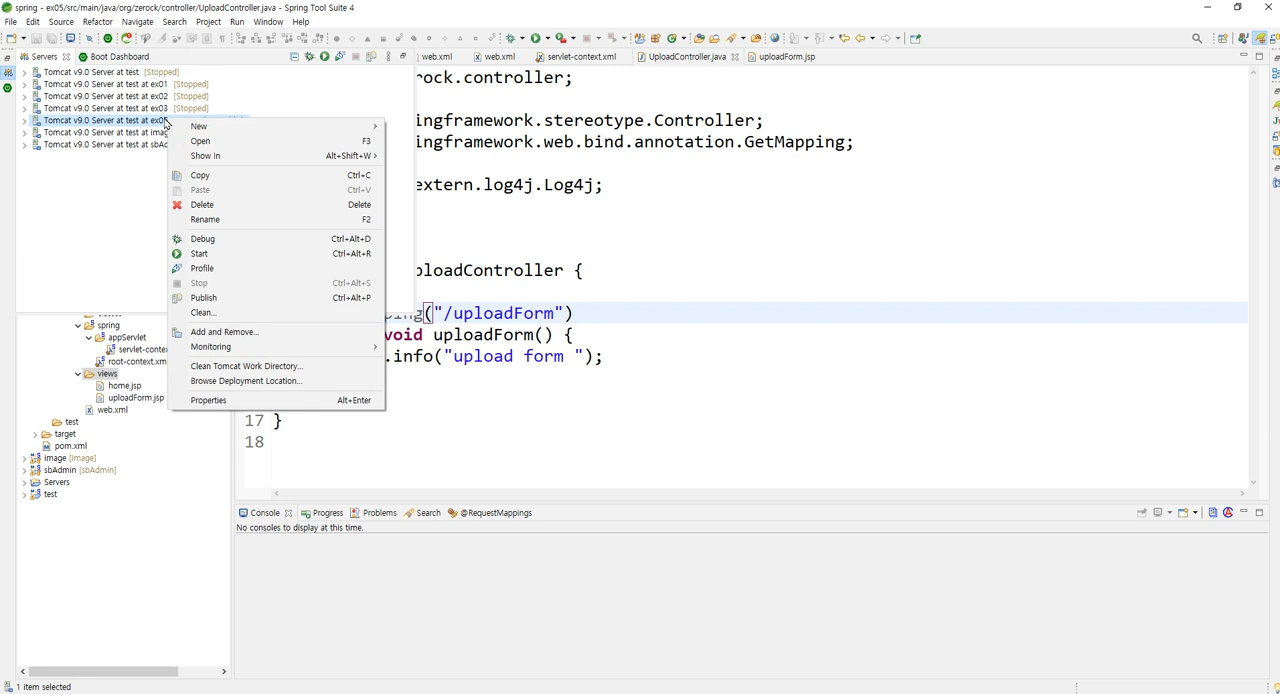 spring - ex05/src/main/java/org/zerock/controller/UploadController.java - Spring Tool Suite 4
File Edit Source Refactor Navigate Search Project Run Window Help
Servers Boot Dashboard
web.xml web.xml servlet-context.xml UploadController.java uploadForm.jsp
Tomcat v9.0 Server at test [Stopped]
Tomcat v9.0 Server at test at ex01 [Stopped]
Tomcat v9.0 Server at test at ex02 [Stopped]
Tomcat v9.0 Server at test at ex03 [Stopped]
Tomcat v9.0 Server at test at ex0
Tomcat v9.0 Server at test at imag
Tomcat v9.0 Server at test at sbAd
New
Open F3
Show In Alt+Shift+W
Copy Ctrl+C
Paste Ctrl+V
Delete Delete
Rename F2
Debug Ctrl+Alt+D
Start Ctrl+Alt+R
Profile
Stop Ctrl+Alt+S
Publish Ctrl+Alt+P
Clean...
Add and Remove...
Monitoring
Clean Tomcat Work Directory...
Browse Deployment Location...
Properties Alt+Enter
rock.controller;
ingframework.stereotype.Controller;
ingframework.web.bind.annotation.GetMapping;
extern.log4j.Log4j;
ploadController {
("/uploadForm")
void uploadForm() {
.info("upload form ");
17 }
18
spring
appServlet
servlet-contex
root-context.xm
views
home.jsp
uploadForm.jsp
web.xml
test
target
pom.xml
image [image]
sbAdmin [sbAdmin]
Servers
test
Console Progress Problems Search @RequestMappings
No consoles to display at this time.
1 item selected